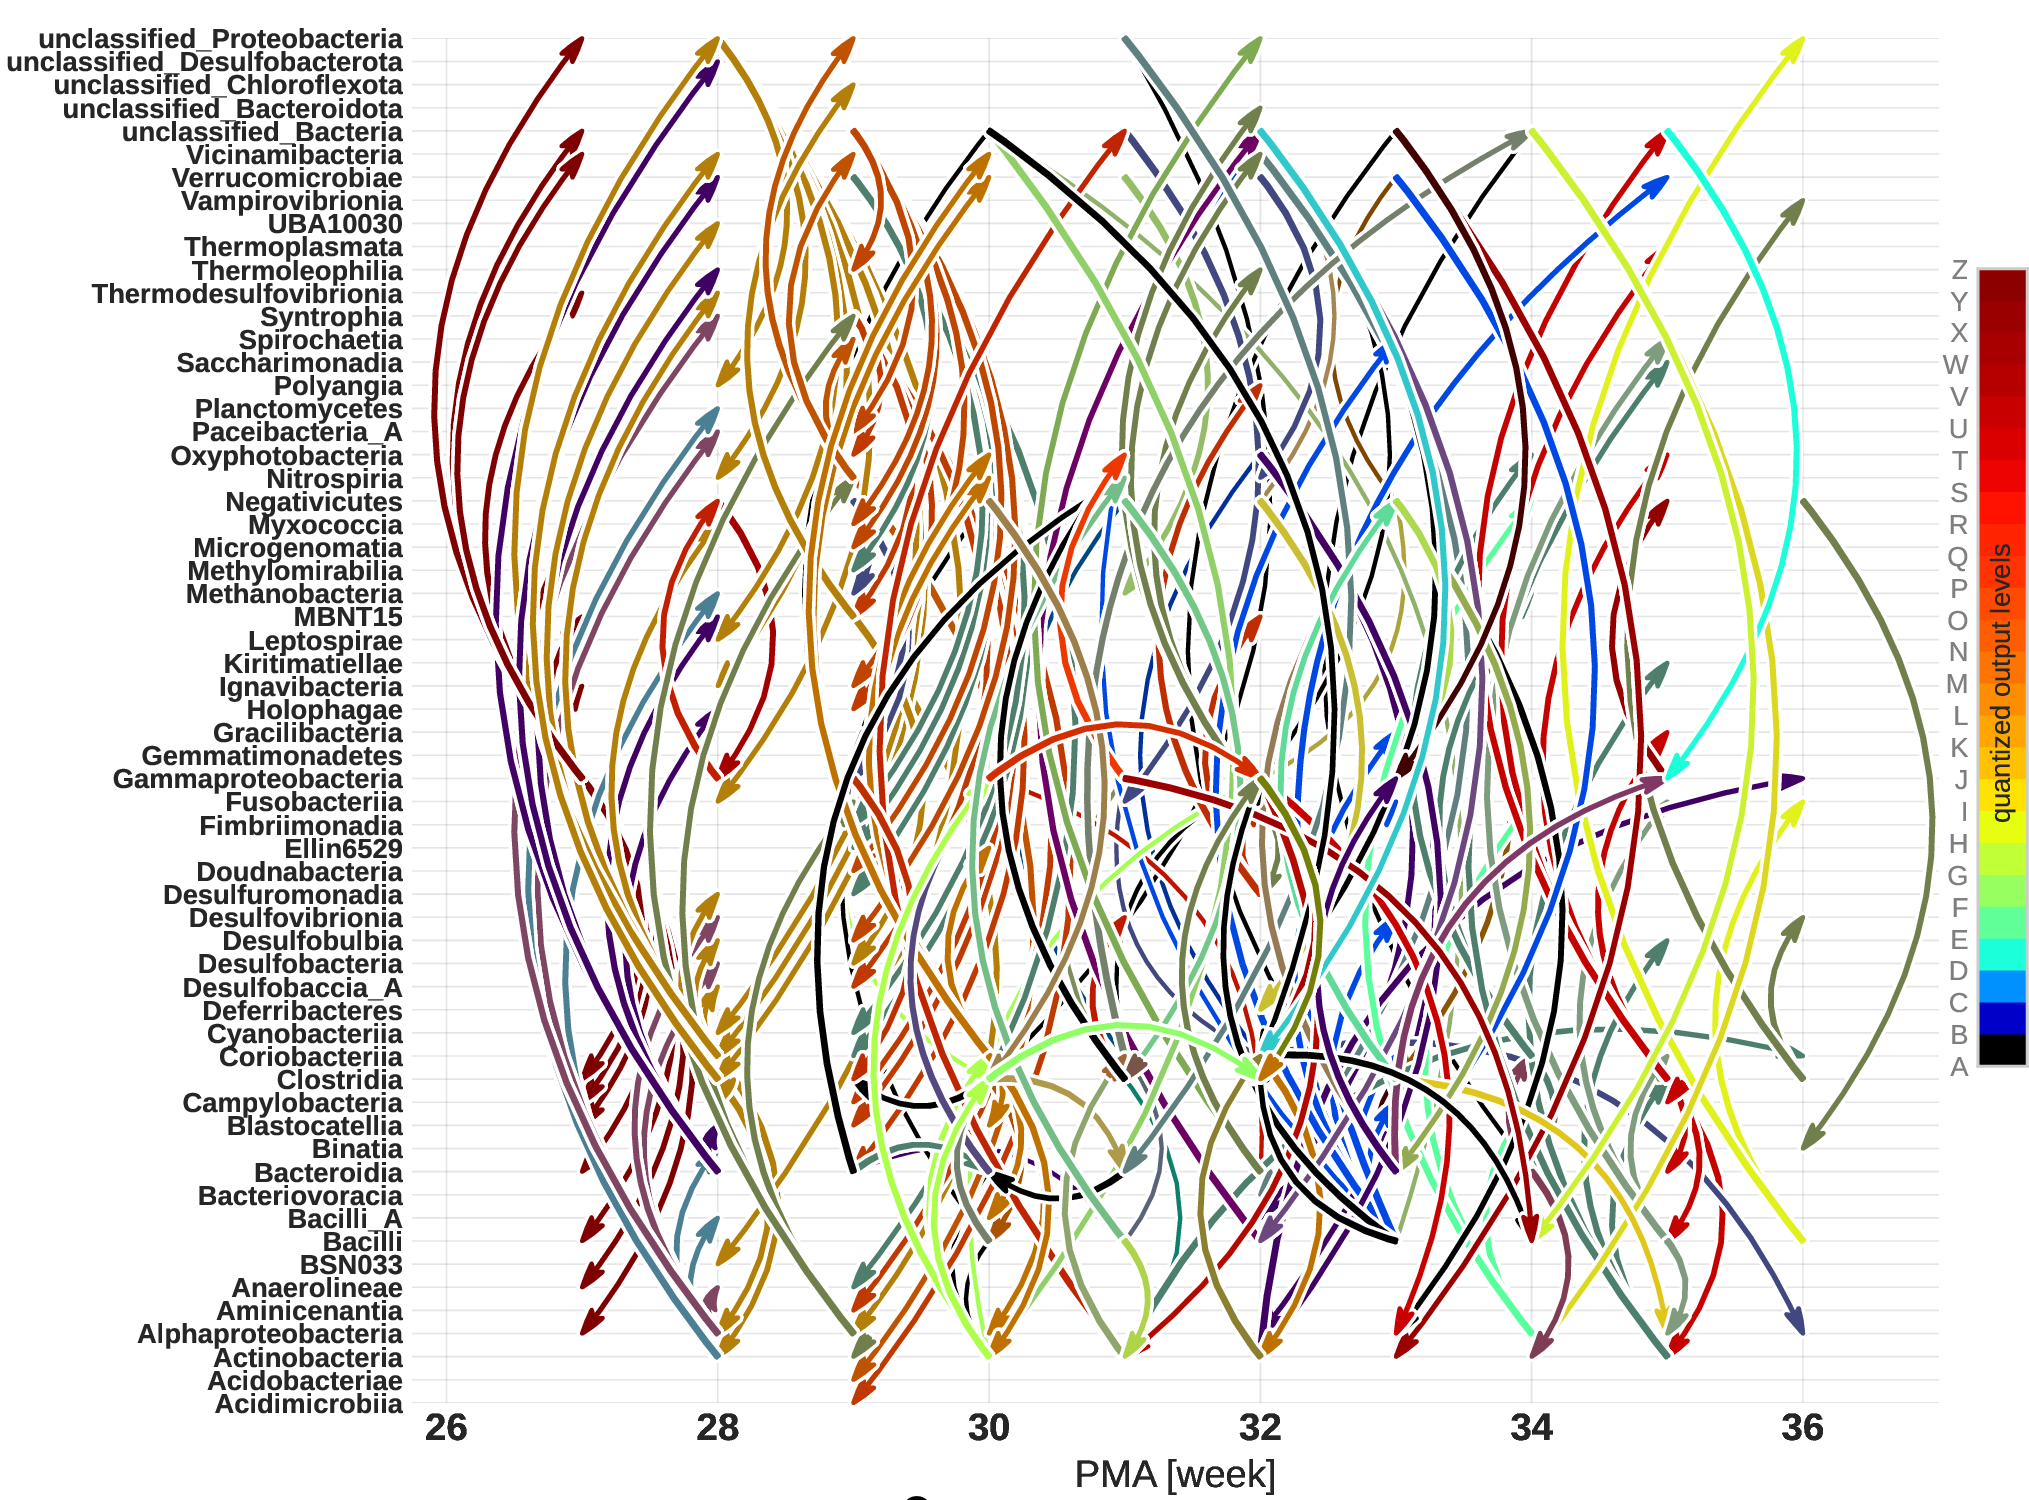 unclassified_Proteobacteria
unclassified_Desulfobacterota
unclassified_Chloroflexota
unclassified_Bacteroidota
unclassified_Bacteria
Vicinamibacteria
Verrucomicrobiae
Vampirovibrionia
UBA10030
Thermoplasmata
Thermoleophilia
Thermodesulfovibrionia
Syntrophia
Spirochaetia
Saccharimonadia
Polyangia
Planctomycetes
Paceibacteria_A
Oxyphotobacteria
Nitrospiria
Negativicutes
Myxococcia
Microgenomatia
Methylomirabilia
Methanobacteria
MBNT15
Leptospirae
Kiritimatiellae
Ignavibacteria
Holophagae
Gracilibacteria
Gemmatimonadetes
Gammaproteobacteria
Fusobacteriia
Fimbriimonadia
Ellin6529
Doudnabacteria
Desulfuromonadia
Desulfovibrionia
Desulfobulbia
Desulfobacteria
Desulfobaccia_A
Deferribacteres
Cyanobacteriia
Coriobacteriia
Clostridia
Campylobacteria
Blastocatellia
Binatia
Bacteroidia
Bacteriovoracia
Bacilli_A
Bacilli
BSN033
Anaerolineae
Aminicenantia
Alphaproteobacteria
Actinobacteria
Acidobacteriae
Acidimicrobiia
26 28 30 32 34 36
PMA [week]
Z
Y
X
W
V
U
T
S
R
Q
P
O
N
M
L
K
J
I
H
G
F
E
D
C
B
A
quantized output levels